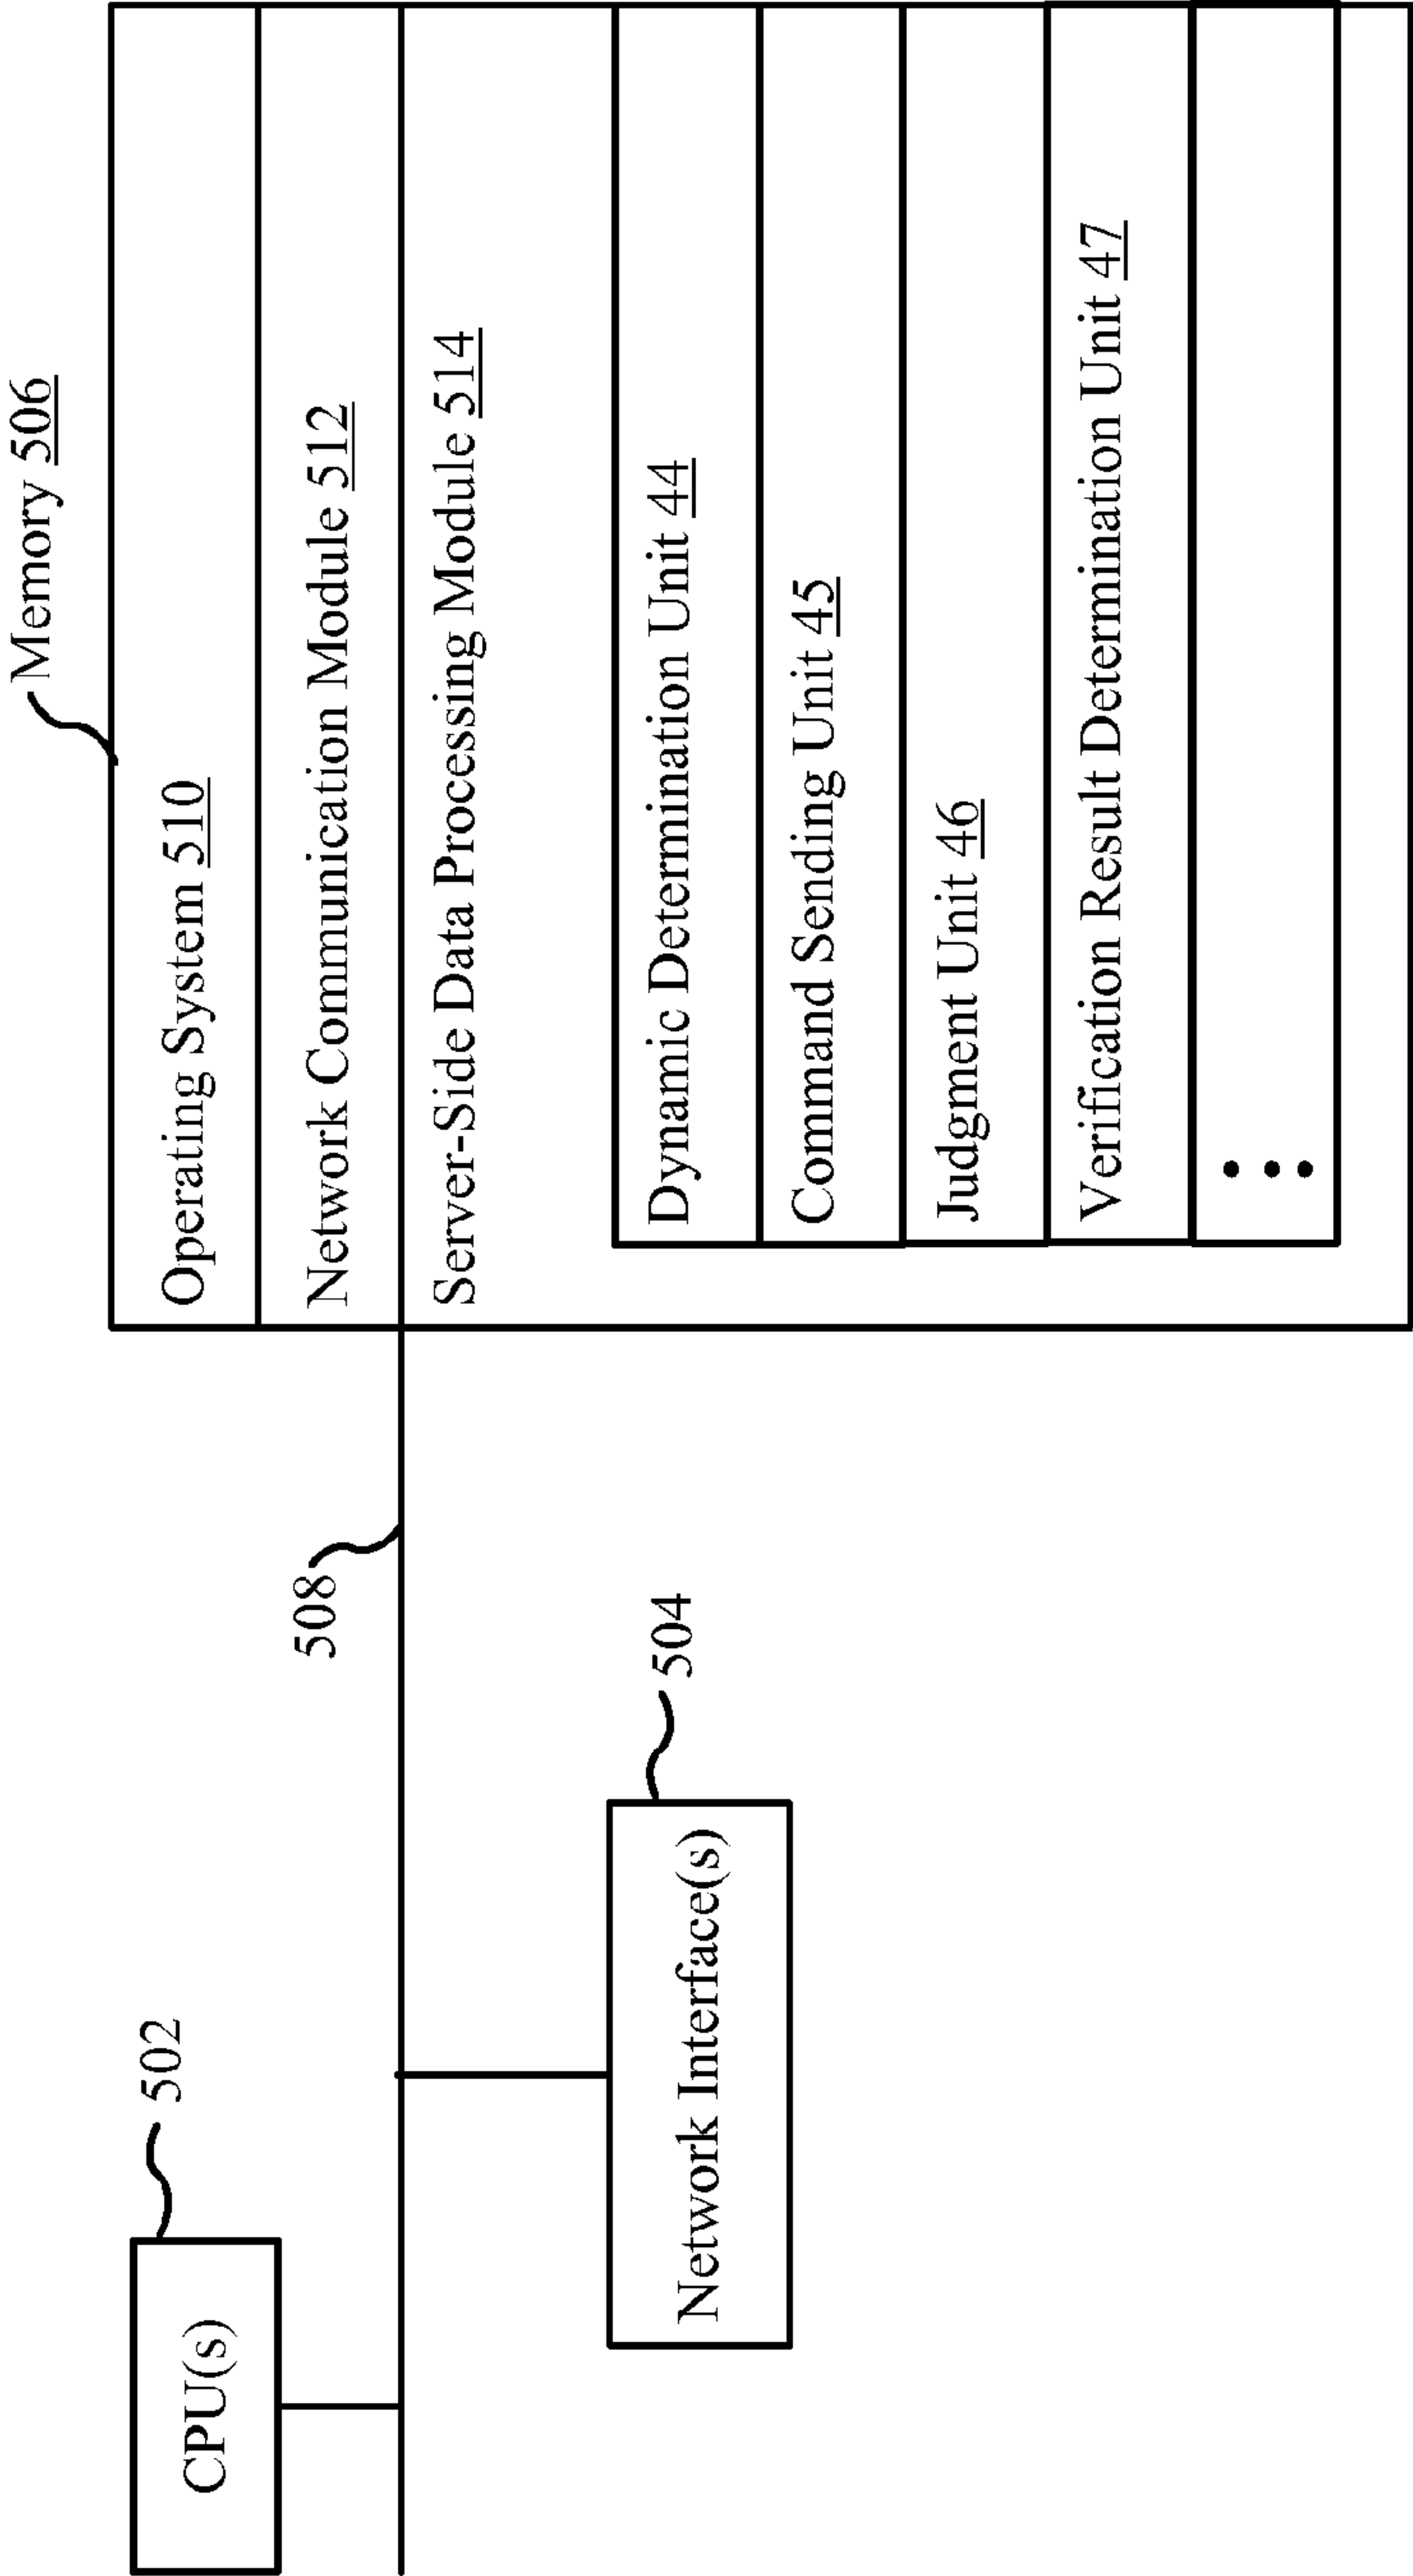 Memory 506
Operating System 510
Network Communication Module 512
Server-Side Data Processing Module 514
Dynamic Determination Unit 44
Command Sending Unit 45
Judgment Unit 46
Verification Result Determination Unit 47
CPU(s)
502
508
504
Network Interface(s)